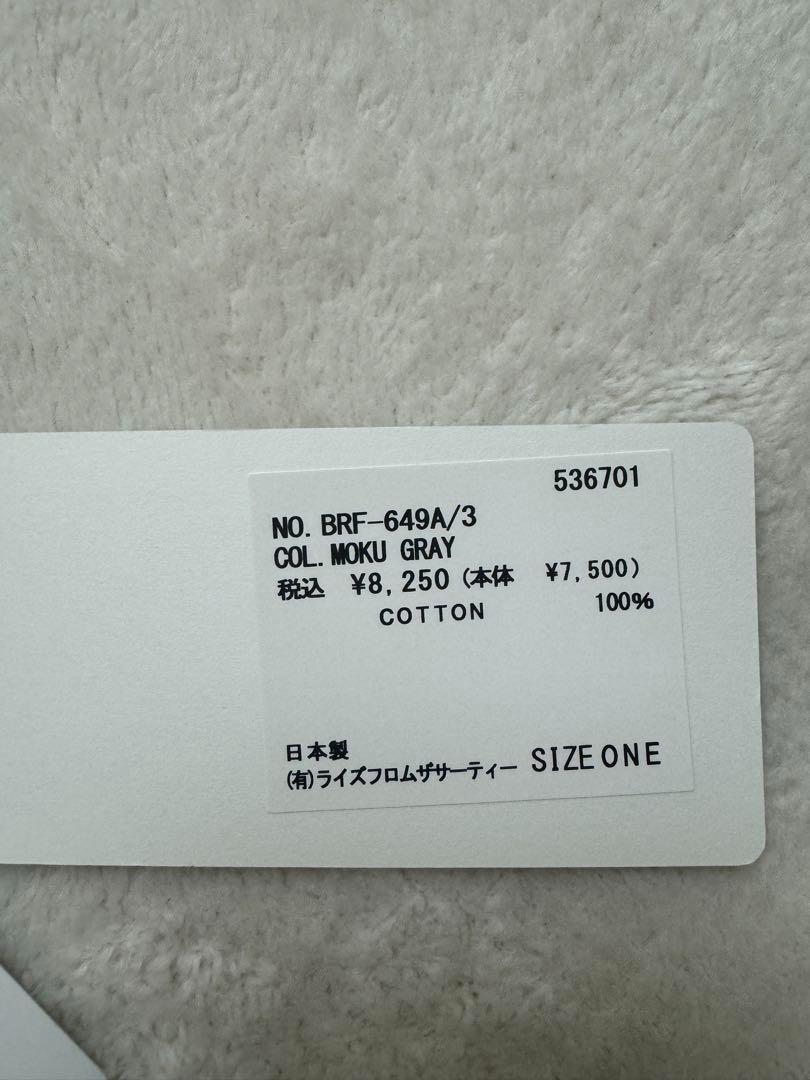 536701
NO. BRF-649A/3
COL. MOKU GRAY
税込 ¥8,250 (本体 ¥7,500)
COTTON 100%
日本製
(有)ライズフロムザサーティー SIZE ONE